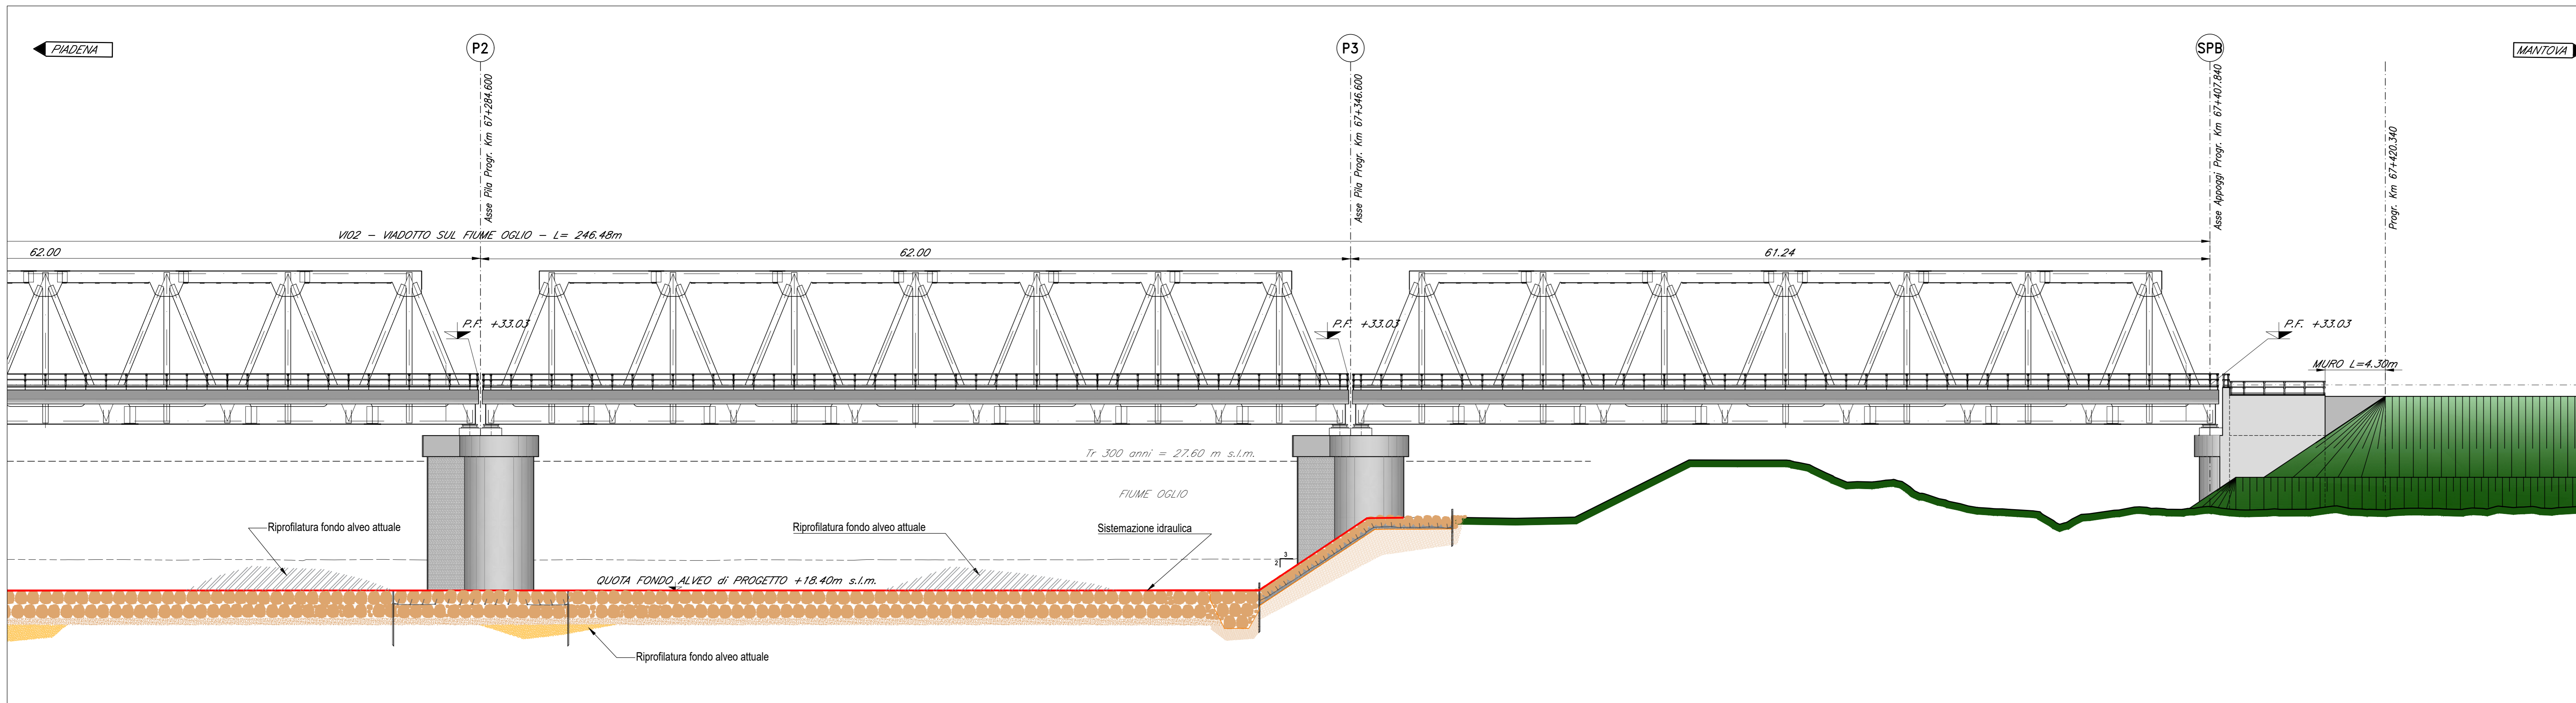 PIADENA
P2
P3
SPB
MANTOVA
Asse Pila Progr. Km 67+284.600
Asse Pila Progr. Km 67+346.600
Asse Appoggi Progr. Km 67+407.840
Progr. Km 67+420.340
VI02 - VIADOTTO SUL FIUME OGLIO - L= 246.48m
62.00
62.00
61.24
P.F. +33.03
P.F. +33.03
P.F. +33.03
MURO L=4.30m
Tr 300 anni = 27.60 m s.l.m.
FIUME OGLIO
Riprofilatura fondo alveo attuale
Riprofilatura fondo alveo attuale
Sistemazione idraulica
3
2
QUOTA FONDO ALVEO di PROGETTO +18.40m s.l.m.
Riprofilatura fondo alveo attuale